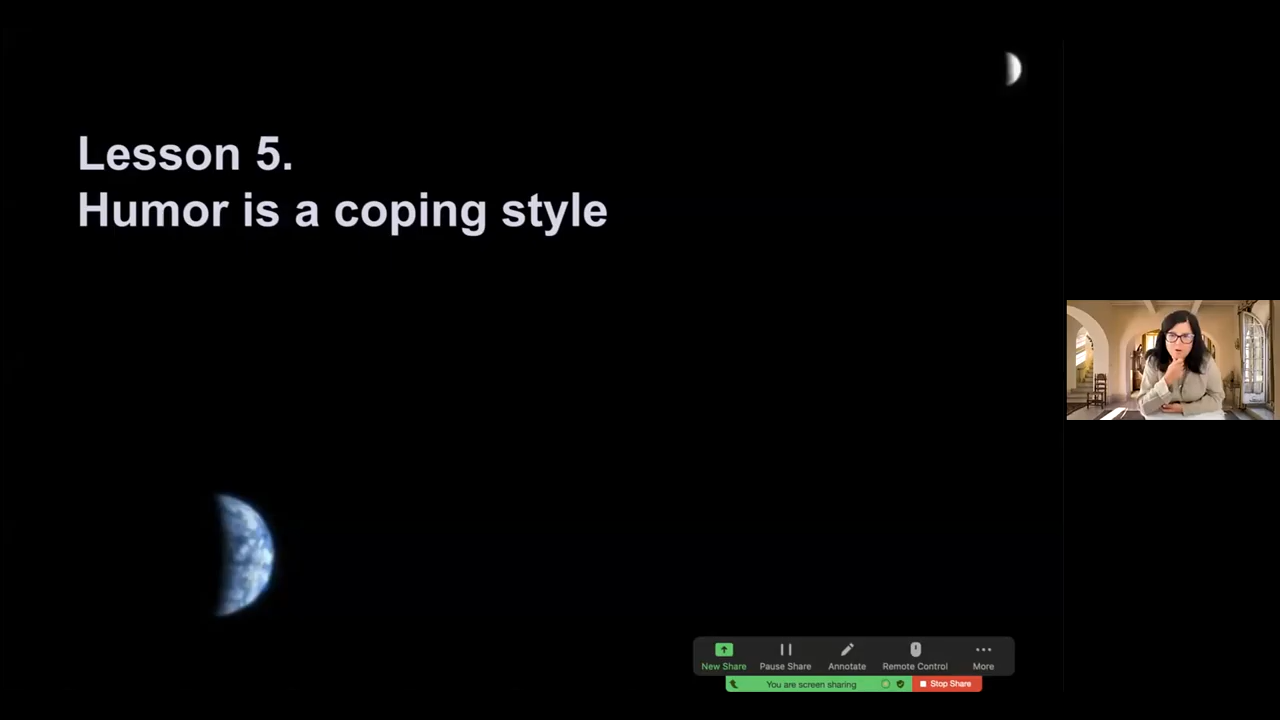 Lesson 5.
Humor is a coping style
New Share
Pause Share
Annotate
Remote Control
More
You are screen sharing
Stop Share